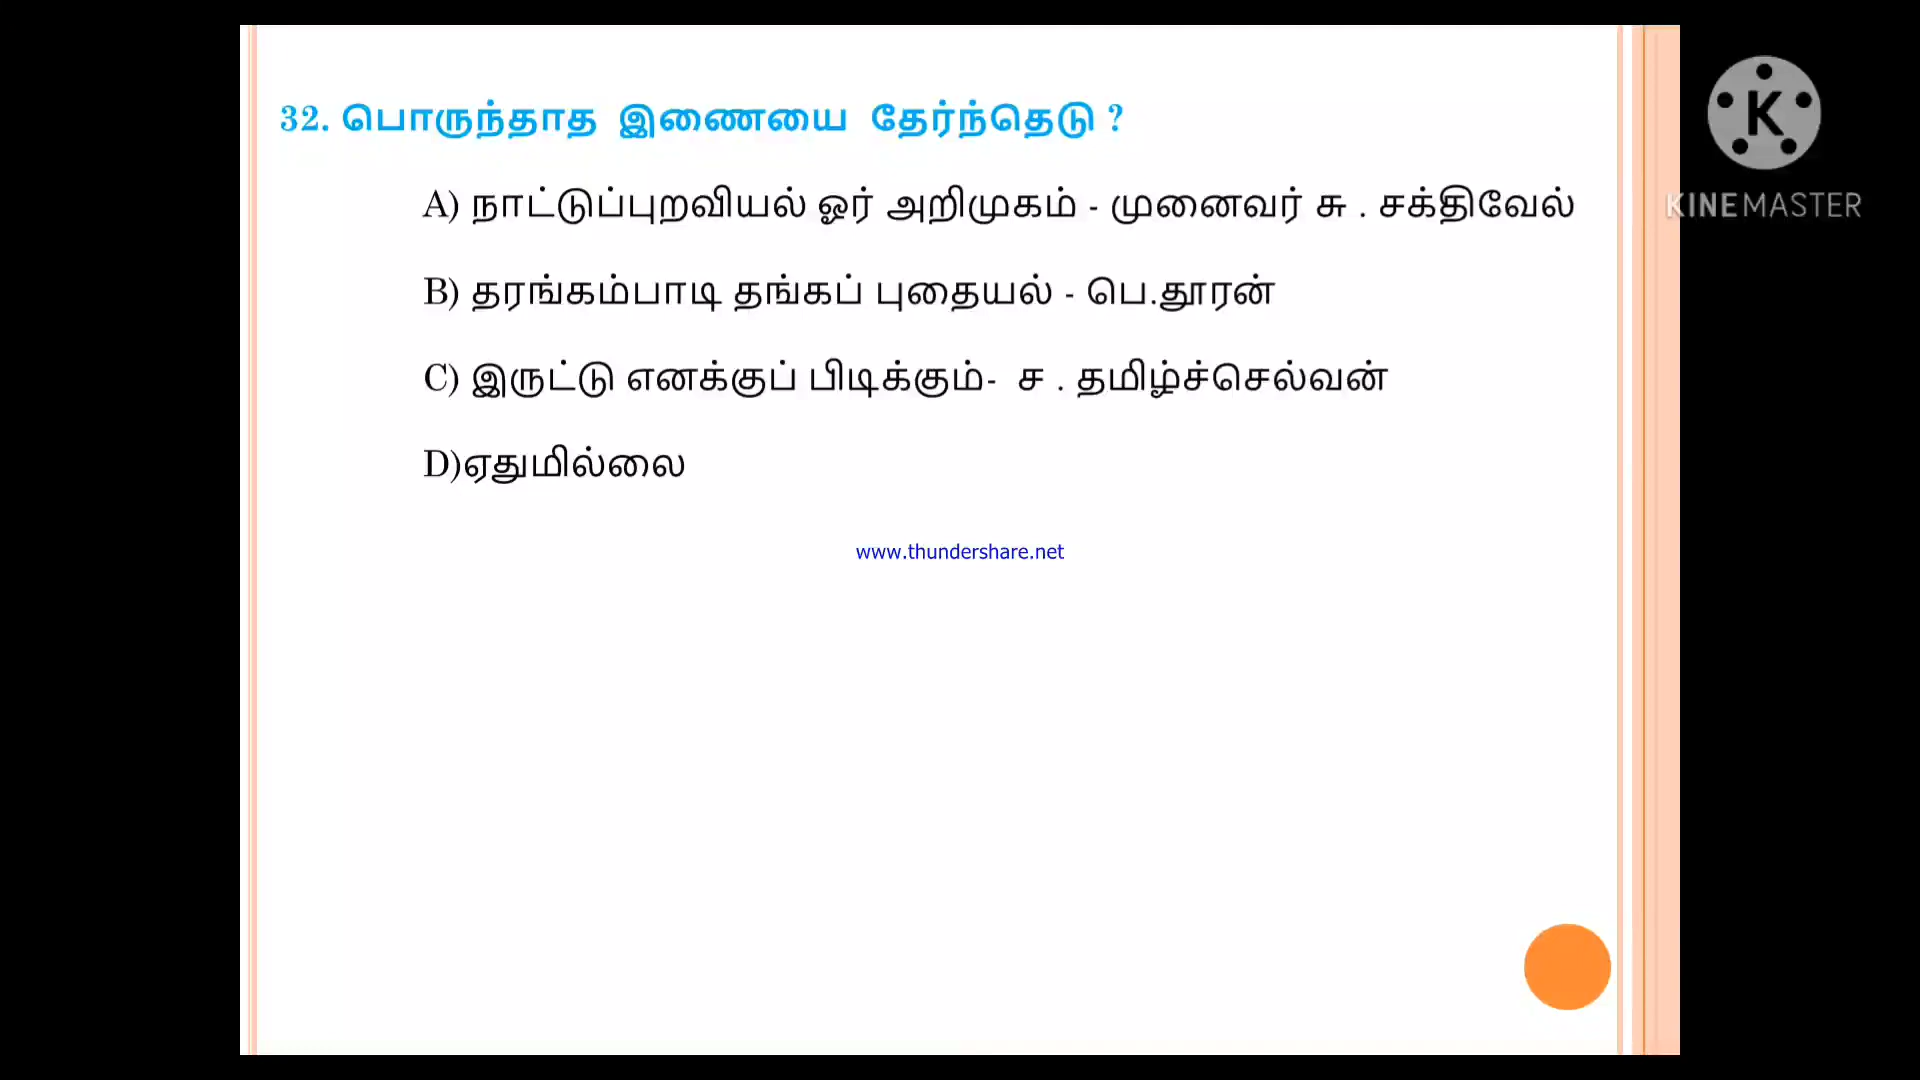 32. பொருந்தாத இணையை தேர்ந்தெடு ?
A) நாட்டுப்புறவியல் ஓர் அறிமுகம் - முனைவர் சு . சக்திவேல்
B) தரங்கம்பாடி தங்கப் புதையல் - பெ.தூரன்
C) இருட்டு எனக்குப் பிடிக்கும்- ச . தமிழ்ச்செல்வன்
D)ஏதுமில்லை
www.thundershare.net
K
KINEMASTER